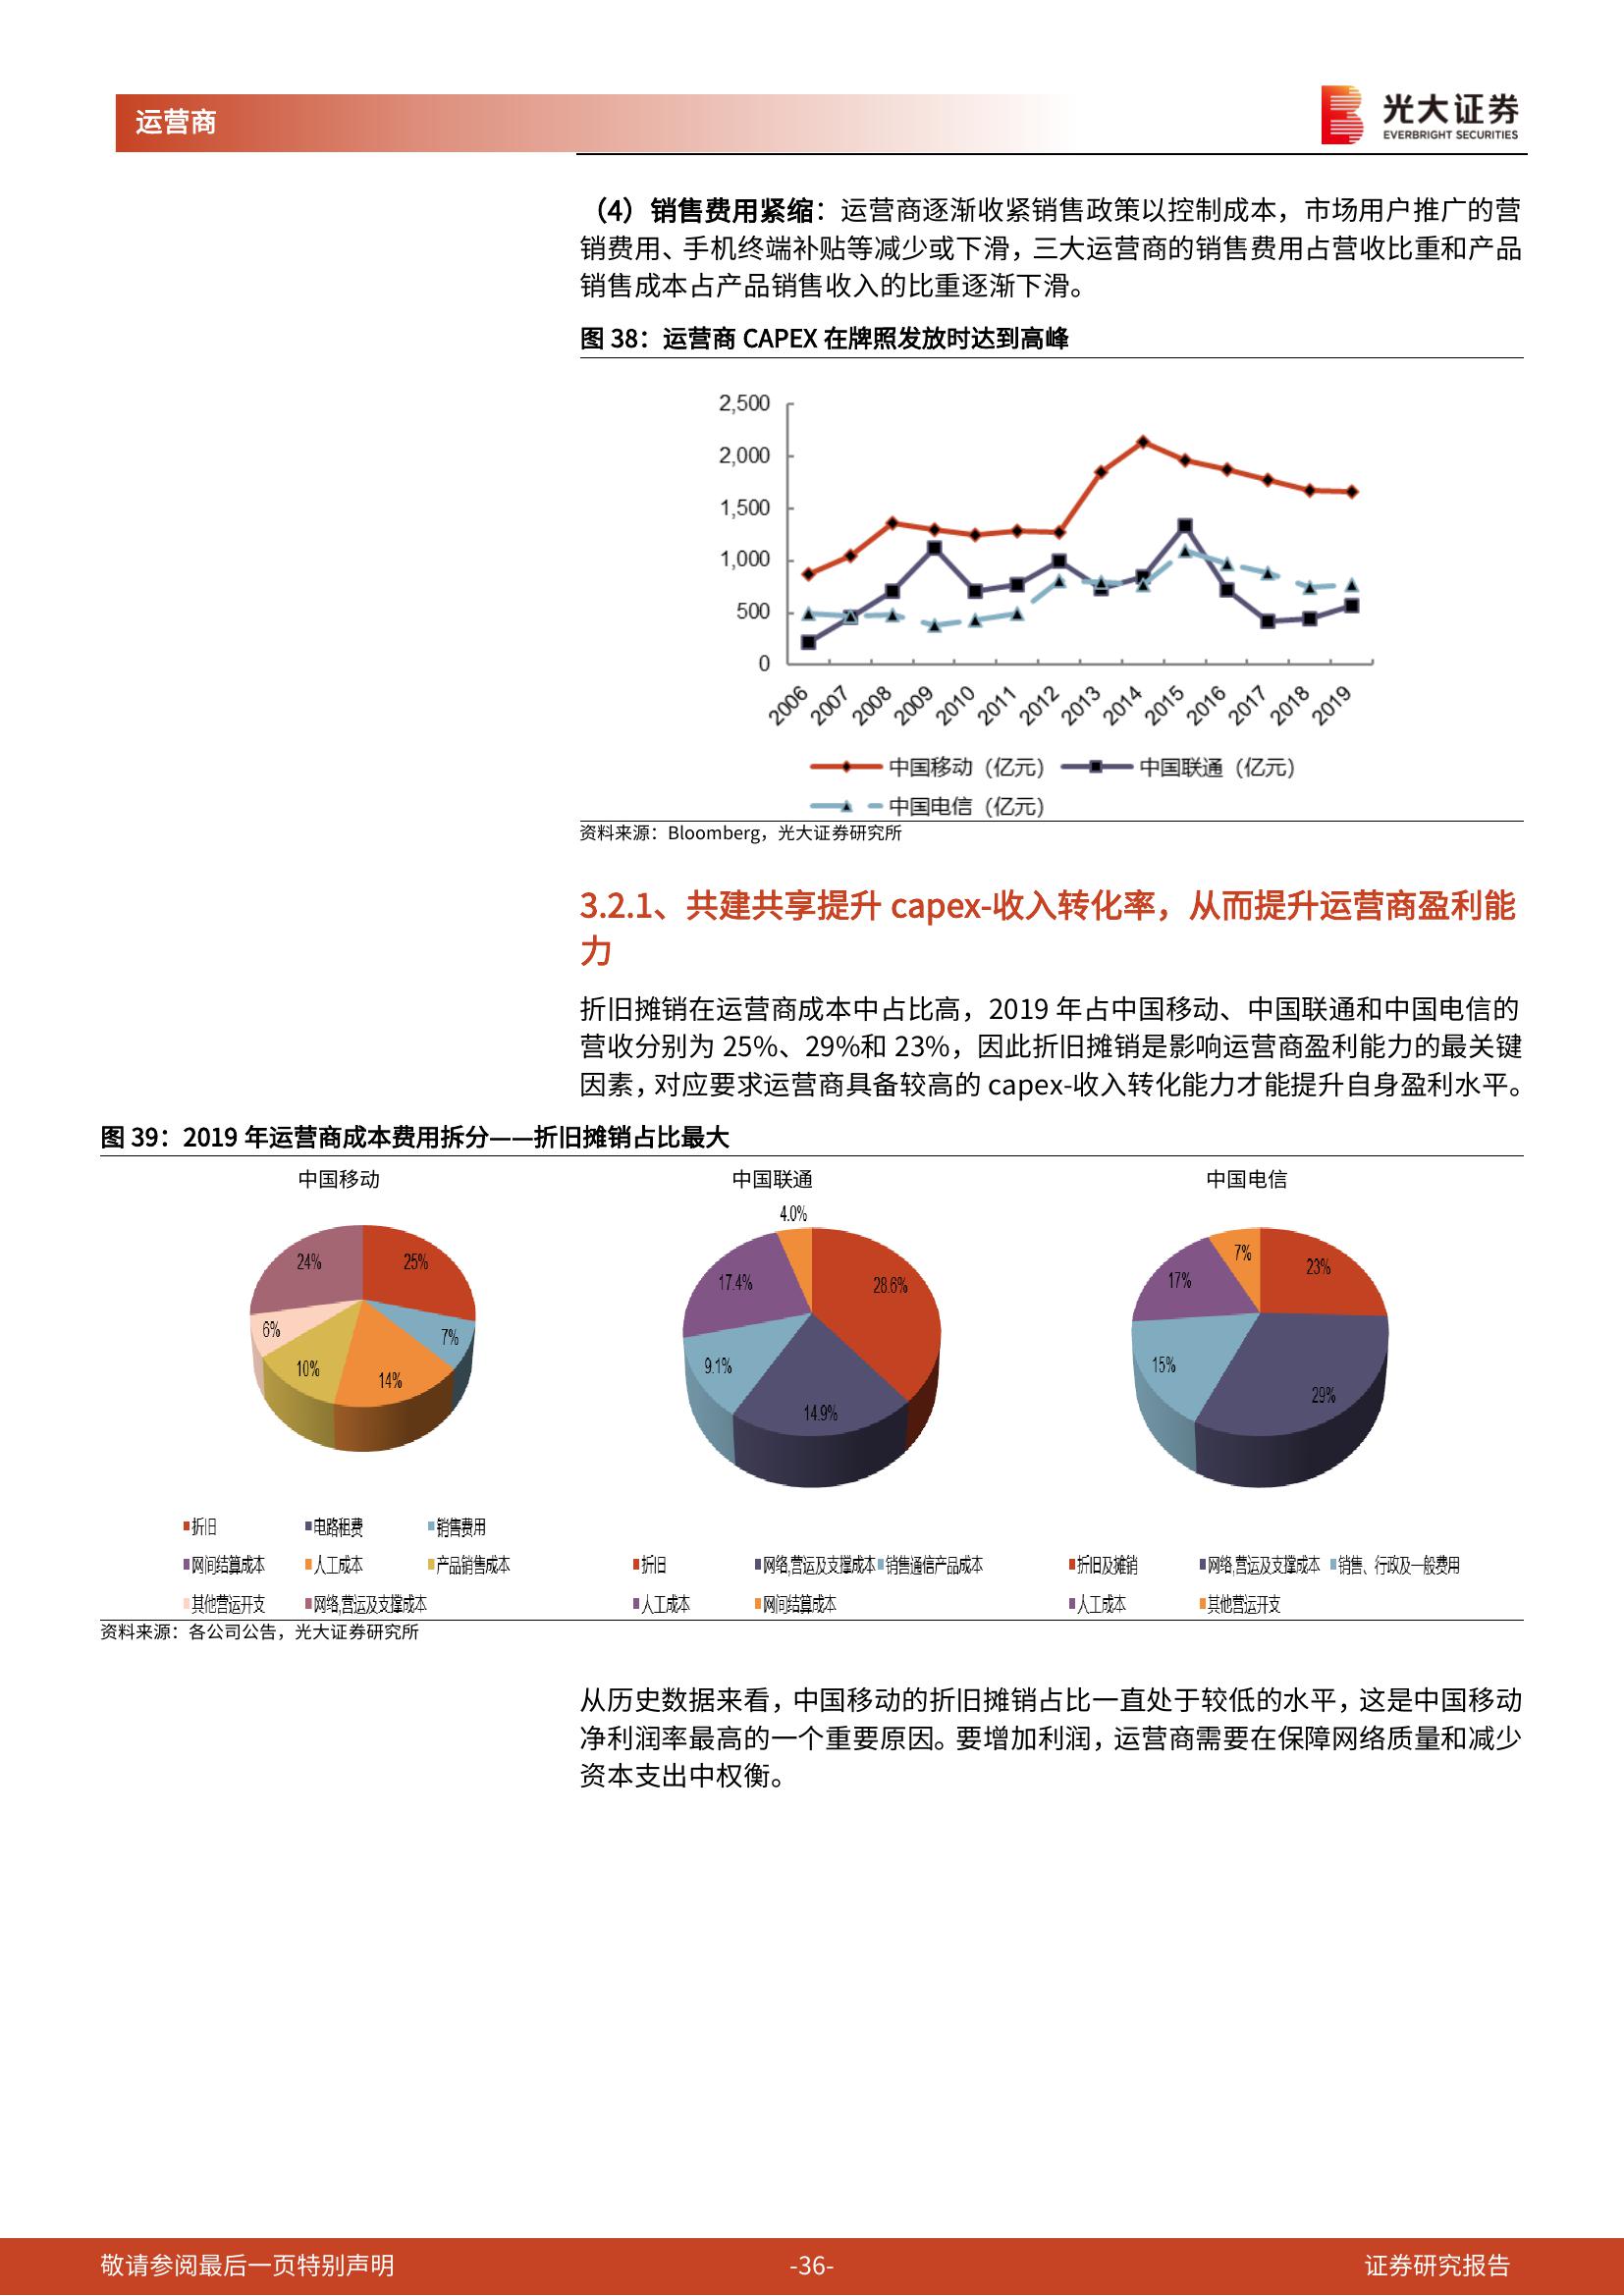 运营商
光大证券
EVERBRIGHT SECURITIES
（4）销售费用紧缩：运营商逐渐收紧销售政策以控制成本，市场用户推广的营
销费用、手机终端补贴等减少或下滑，三大运营商的销售费用占营收比重和产品
销售成本占产品销售收入的比重逐渐下滑。
图 38：运营商 CAPEX 在牌照发放时达到高峰
2,500
2,000
1,500
1,000
500
0
2006 2007 2008 2009 2010 2011 2012 2013 2014 2015 2016 2017 2018 2019
中国移动（亿元） 中国联通（亿元）
中国电信（亿元）
资料来源：Bloomberg，光大证券研究所
3.2.1、共建共享提升 capex-收入转化率，从而提升运营商盈利能
力
折旧摊销在运营商成本中占比高，2019 年占中国移动、中国联通和中国电信的
营收分别为 25%、29%和 23%，因此折旧摊销是影响运营商盈利能力的最关键
因素，对应要求运营商具备较高的 capex-收入转化能力才能提升自身盈利水平。
图 39：2019 年运营商成本费用拆分——折旧摊销占比最大
中国移动
24% 25%
6% 7%
10% 14%
折旧 电路租费 销售费用
网间结算成本 人工成本 产品销售成本
其他营运开支 网络,营运及支撑成本
中国联通
4.0%
17.4% 28.6%
9.1%
14.9%
折旧 网络,营运及支撑成本 销售通信产品成本
人工成本 网间结算成本
中国电信
7% 23%
17%
15%
29%
折旧及摊销 网络,营运及支撑成本 销售、行政及一般费用
人工成本 其他营运开支
资料来源：各公司公告，光大证券研究所
从历史数据来看，中国移动的折旧摊销占比一直处于较低的水平，这是中国移动
净利润率最高的一个重要原因。要增加利润，运营商需要在保障网络质量和减少
资本支出中权衡。
敬请参阅最后一页特别声明 -36- 证券研究报告